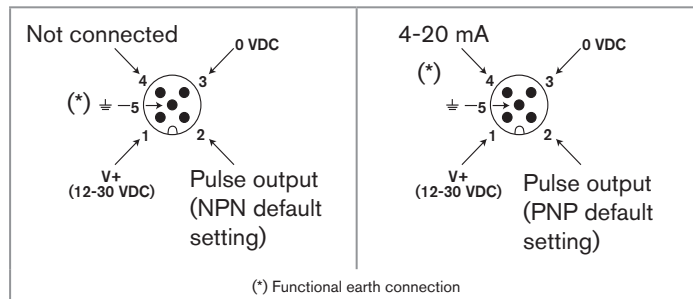 Not connected
0 VDC
4
3
(*)
5
1
2
V+
(12-30 VDC)
Pulse output
(NPN default
setting)
4-20 mA
0 VDC
(*)
4
3
5
1
2
V+
(12-30 VDC)
Pulse output
(PNP default
setting)
(*) Functional earth connection